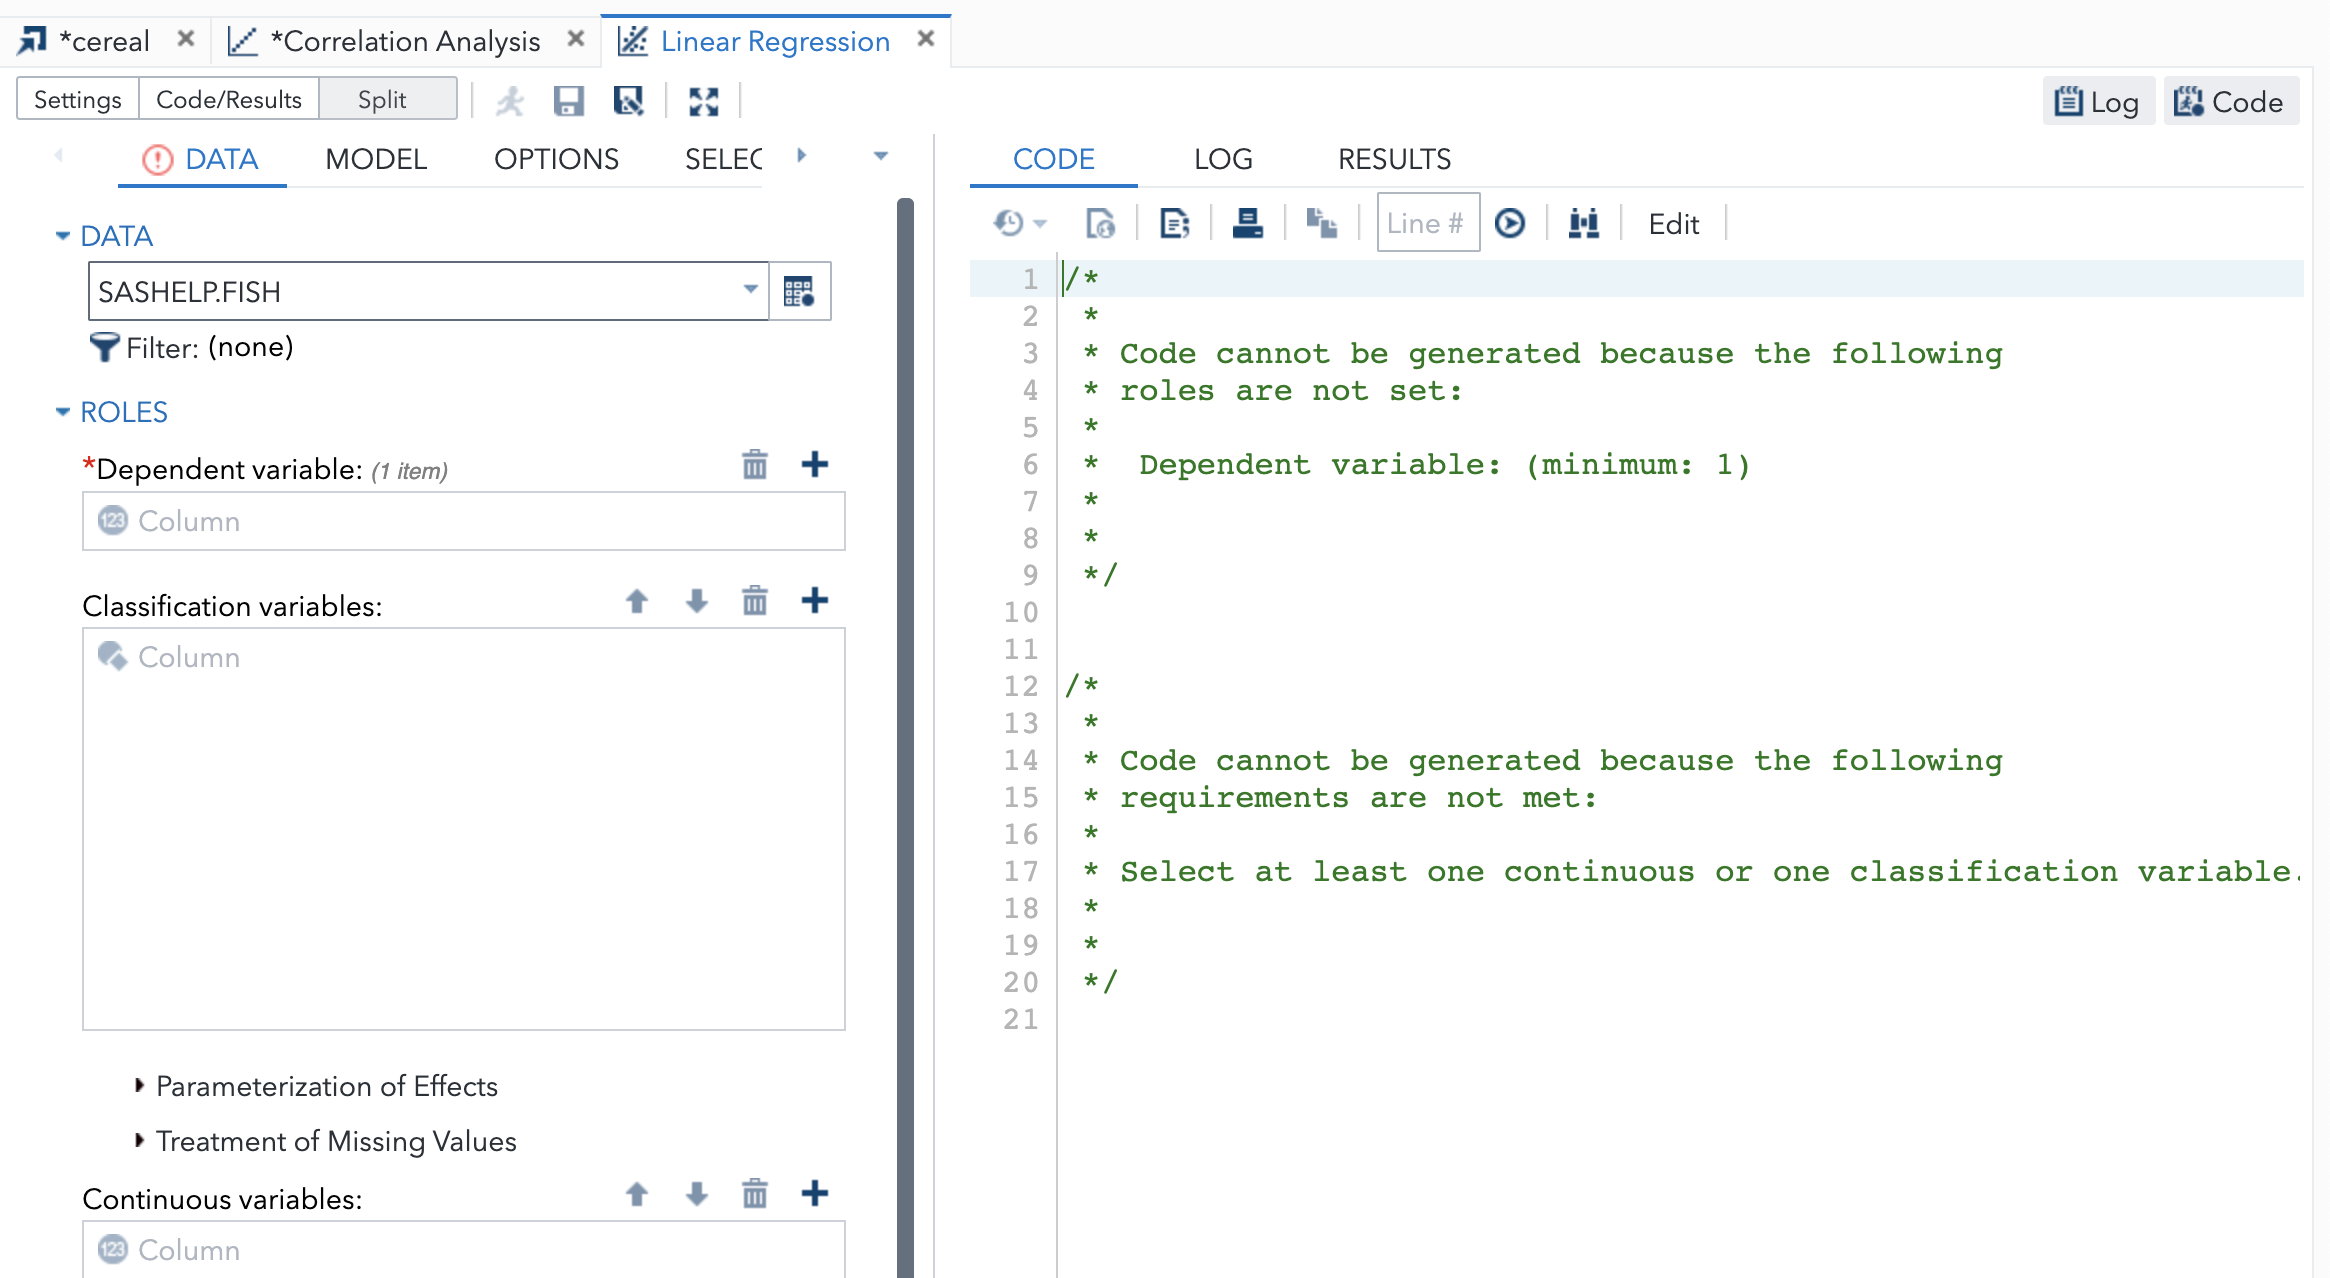 *cereal
*Correlation Analysis
Linear Regression
Settings
Code/Results
Split
Log
Code
DATA
MODEL
OPTIONS
SELEC
CODE
LOG
RESULTS
DATA
SASHELP.FISH
Filter: (none)
ROLES
*Dependent variable: (1 item)
123 Column
Classification variables:
Column
Parameterization of Effects
Treatment of Missing Values
Continuous variables:
123 Column
Line #
Edit
1 /*
2 *
3 * Code cannot be generated because the following
4 * roles are not set:
5 *
6 * Dependent variable: (minimum: 1)
7 *
8 *
9 */
10
11
12 /*
13 *
14 * Code cannot be generated because the following
15 * requirements are not met:
16 *
17 * Select at least one continuous or one classification variable.
18 *
19 *
20 */
21